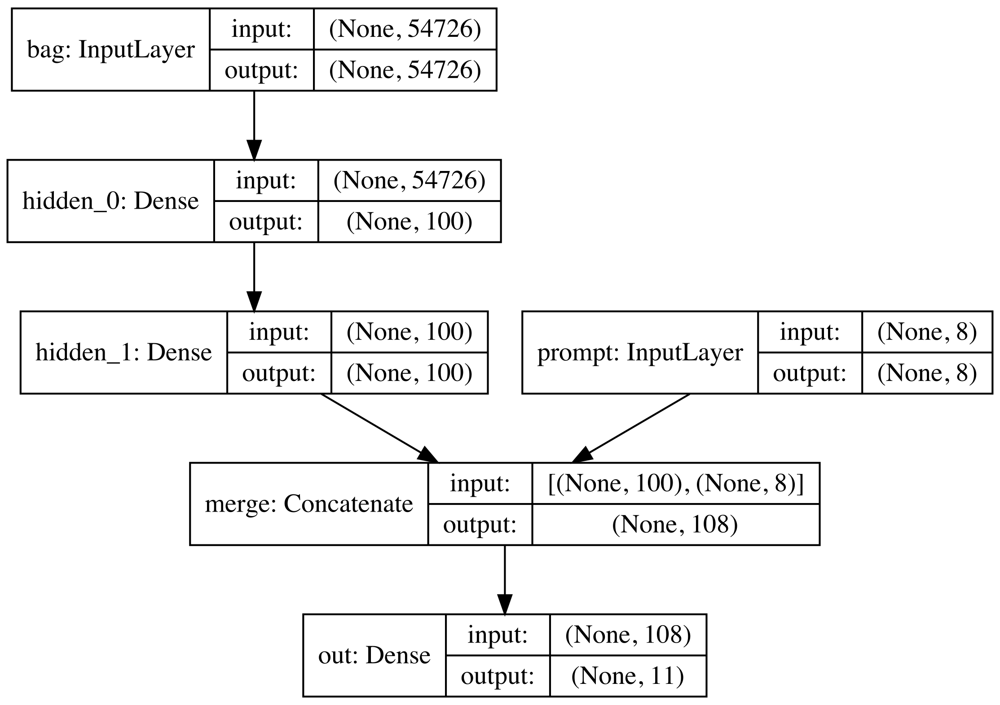 bag: InputLayer
input:
(None, 54726)
output:
(None, 54726)
hidden_0: Dense
input:
(None, 54726)
output:
(None, 100)
hidden_1: Dense
input:
(None, 100)
output:
(None, 100)
prompt: InputLayer
input:
(None, 8)
output:
(None, 8)
merge: Concatenate
input:
[(None, 100), (None, 8)]
output:
(None, 108)
out: Dense
input:
(None, 108)
output:
(None, 11)